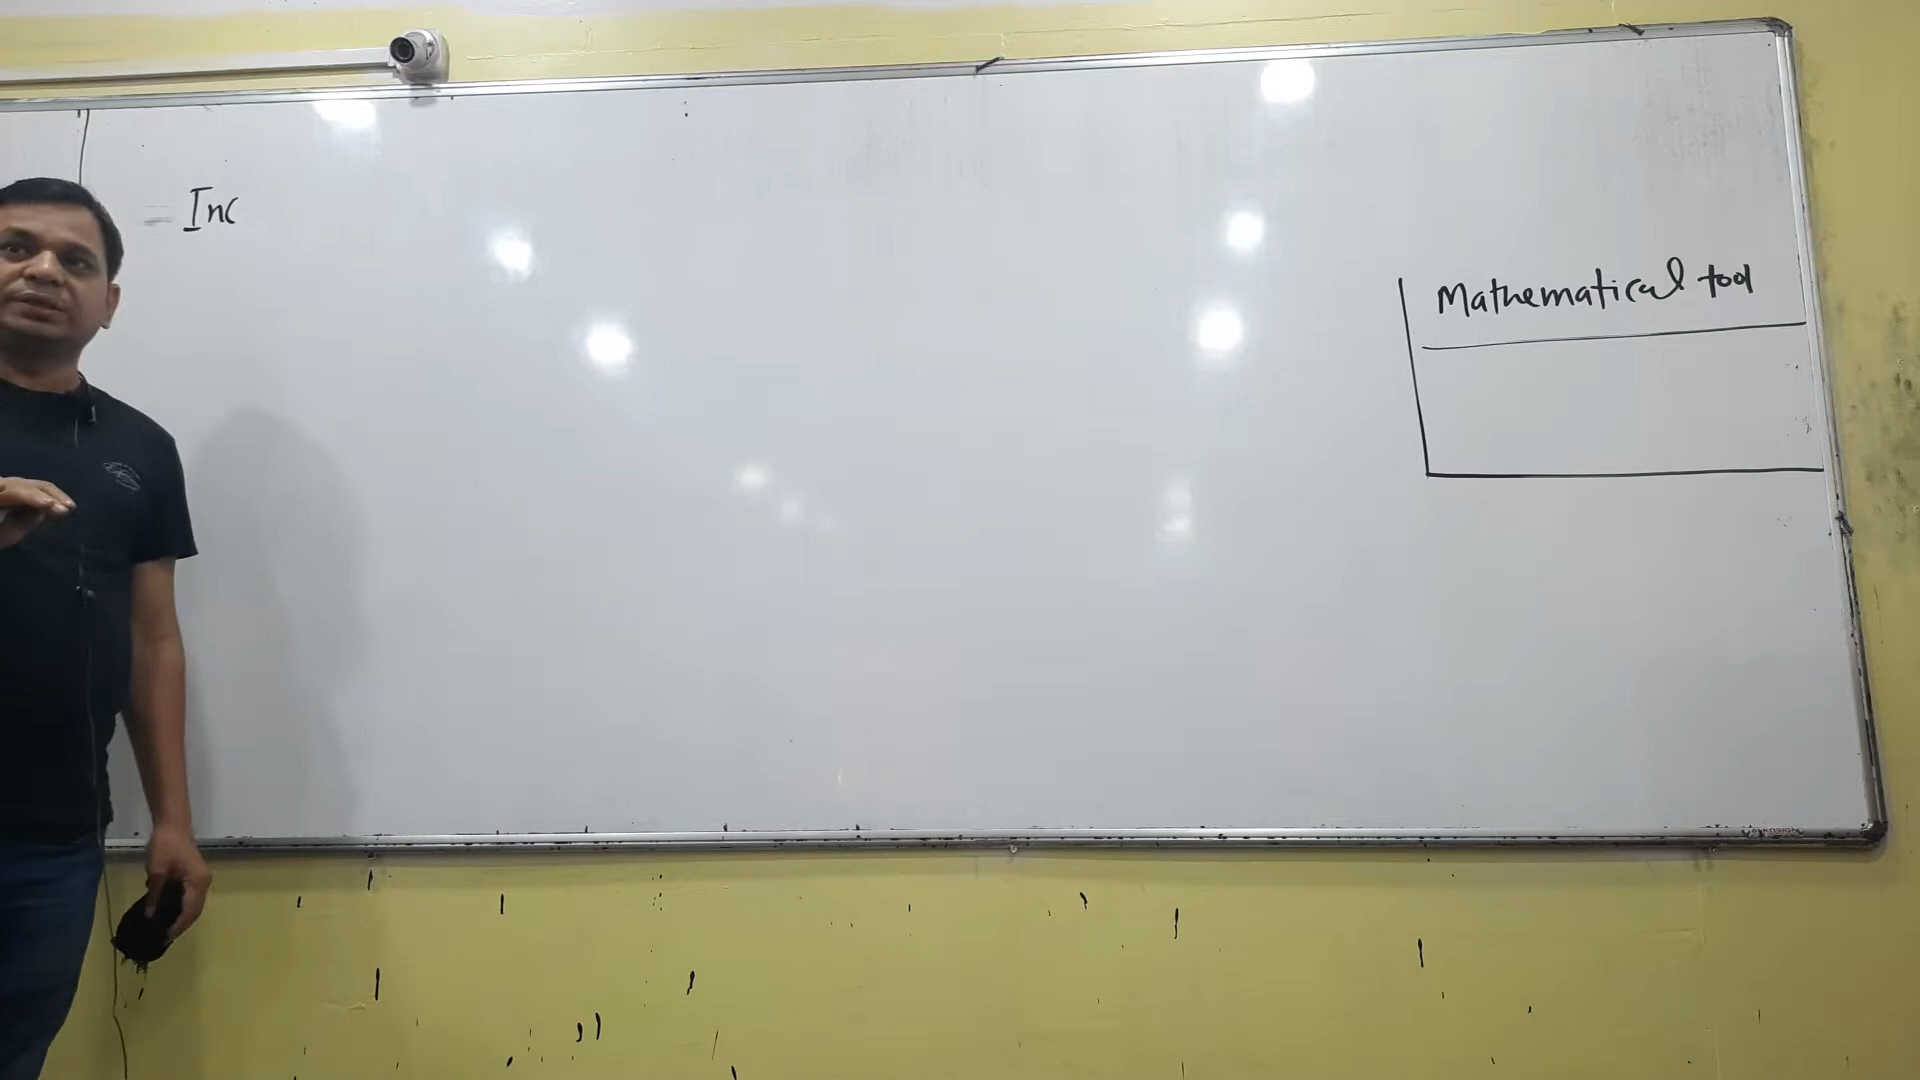 = Inc
Mathematical tool